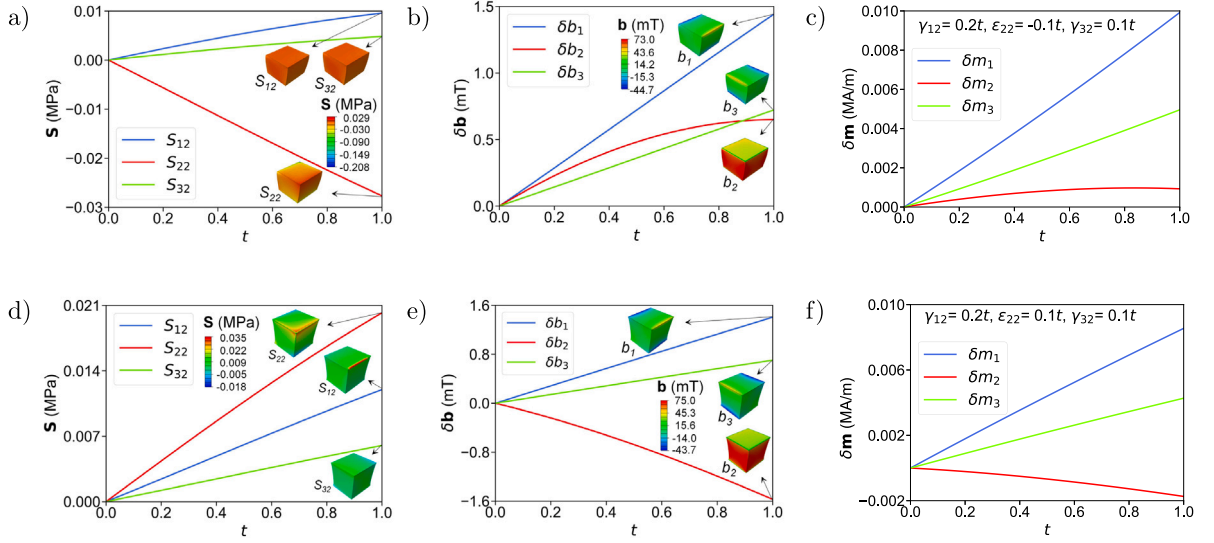 a)
0.01
0.00
−0.01
−0.01
−0.03
S (MPa)
0.0 0.2 0.4 0.6 0.8 1.0
t
S12
S22
S32
S12
S32
S22
S (MPa)
0.029
-0.030
-0.090
-0.149
-0.208
b)
1.5
1.0
0.5
0.0
δb (mT)
0.0 0.2 0.4 0.6 0.8 1.0
t
δb1
δb2
δb3
b (mT)
73.0
43.6
14.2
-15.3
-44.7
b1
b3
b2
c)
0.010
0.008
0.006
0.004
0.002
0.000
δm (MA/m)
0.0 0.2 0.4 0.6 0.8 1.0
t
γ12= 0.2t, ε22= -0.1t, γ32= 0.1t
δm1
δm2
δm3
d)
0.021
0.014
0.007
0.000
S (MPa)
0.0 0.2 0.4 0.6 0.8 1.0
t
S12
S22
S32
S (MPa)
0.035
0.022
0.009
-0.005
-0.018
S22
S12
S32
e)
1.6
0.8
0.0
−0.8
−1.6
δb (mT)
0.0 0.2 0.4 0.6 0.8 1.0
t
δb1
δb2
δb3
b (mT)
75.0
45.3
15.6
-14.0
-43.7
b1
b3
b2
f)
0.010
0.006
0.002
−0.002
δm (MA/m)
0.0 0.2 0.4 0.6 0.8 1.0
t
γ12= 0.2t, ε22= 0.1t, γ32= 0.1t
δm1
δm2
δm3